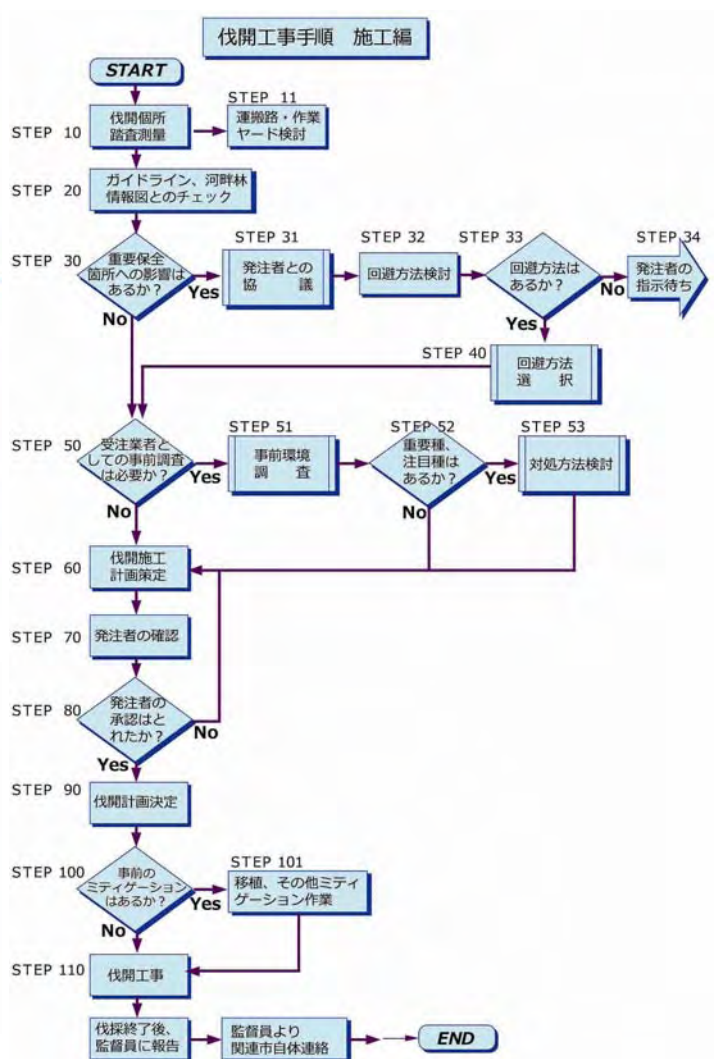 伐開工事手順 施工編
START
STEP 10
伐開個所
踏査測量
STEP 11
運搬路・作業
ヤード検討
STEP 20
ガイドライン、河畔林
情報図とのチェック
STEP 30
重要保全
箇所への影響は
あるか？
Yes
No
STEP 31
発注者との
協 議
STEP 32
回避方法検討
STEP 33
回避方法は
あるか？
No
Yes
STEP 34
発注者の
指示待ち
STEP 40
回避方法
選 択
STEP 50
受注業者と
しての事前調査
は必要か？
Yes
No
STEP 51
事前環境
調 査
STEP 52
重要種、
注目種は
あるか？
Yes
No
STEP 53
対処方法検討
STEP 60
伐開施工
計画策定
STEP 70
発注者の確認
STEP 80
発注者の
承認はと
れたか？
No
Yes
STEP 90
伐開計画決定
STEP 100
事前の
ミティゲーション
はあるか？
Yes
No
STEP 101
移植、その他ミティ
ゲーション作業
STEP 110
伐開工事
伐採終了後、
監督員に報告
監督員より
関連市自体連絡
END